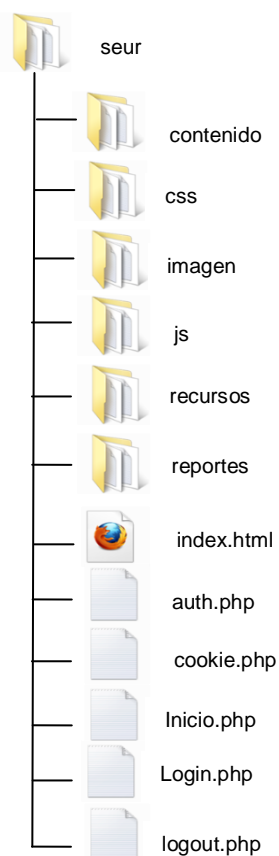 seur
contenido
css
imagen
js
recursos
reportes
index.html
auth.php
cookie.php
Inicio.php
Login.php
logout.php